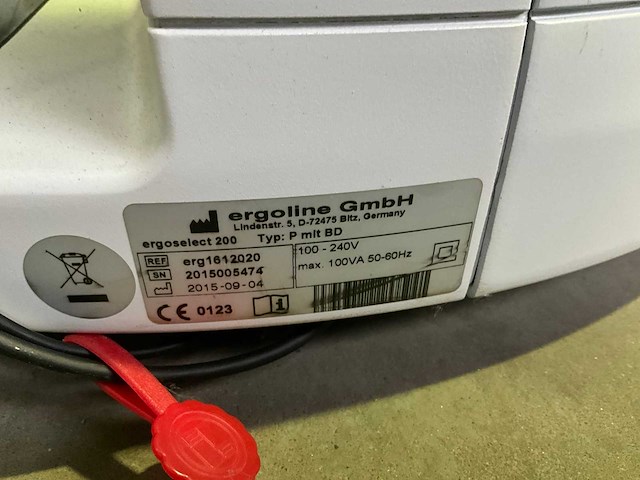 ergoline GmbH
Lindenstr. 5, D-72475 Bitz, Germany
ergoselect 200 Typ: P mit BD
REF erg1612020
SN 2015005474
2015-09-04
100 - 240V
max. 100VA 50-60Hz
CE 0123